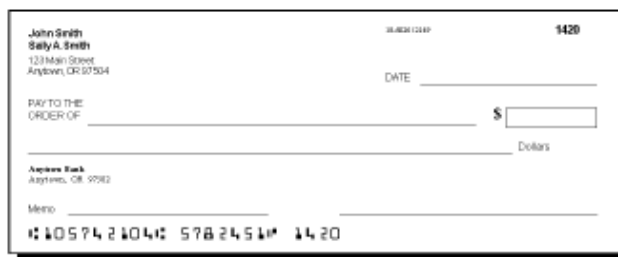 John Smith
Sally A. Smith
123 Main Street
Anytown, OR 97504
1420
DATE
PAY TO THE
ORDER OF
$
Dollars
Anytown Bank
Anytown, OR 97502
Memo
⑆105742104⑆ 5782451⑈ 1420